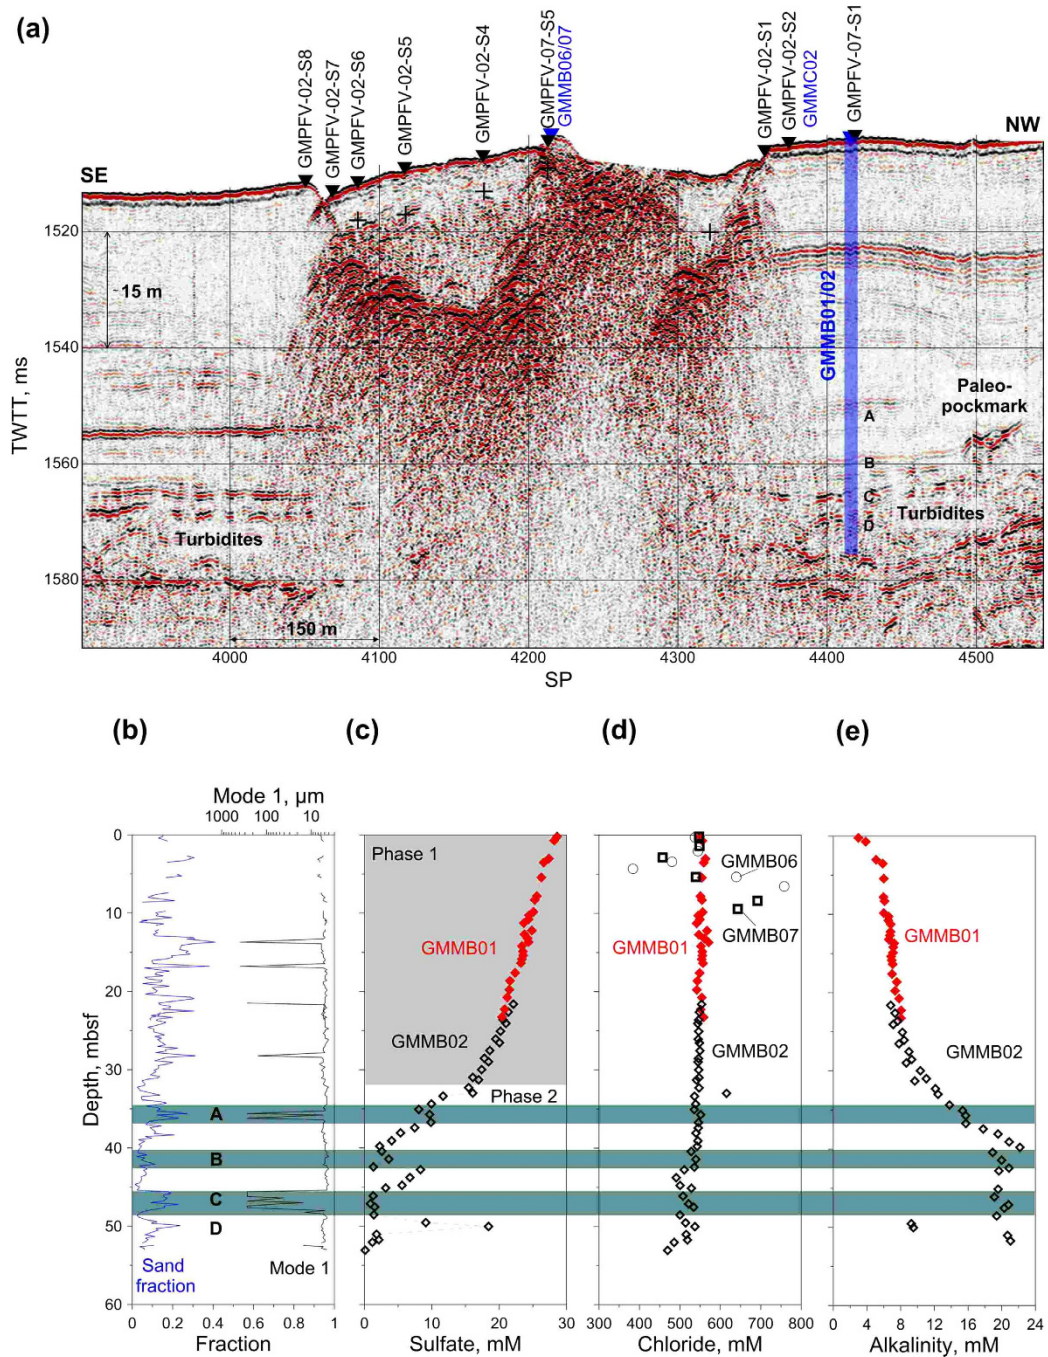 (a)
GMPFV-02-S8
GMPFV-02-S7
GMPFV-02-S6
GMPFV-02-S5
GMPFV-02-S4
GMPFV-07-S5
GMMB06/07
GMPFV-02-S1
GMPFV-02-S2
GMMC02
GMPFV-07-S1
SE
NW
TWTT, ms
1520
1540
1560
1580
~15 m
GMMB01/02
Paleo-
pockmark
A
B
C
D
Turbidites
Turbidites
150 m
4000
4100
4200
4300
4400
4500
SP
(b)
(c)
(d)
(e)
Mode 1, µm
1000
100
10
Depth, mbsf
0
10
20
30
40
50
60
A
B
C
D
Sand
fraction
Mode 1
0
0.2
0.4
0.6
0.8
1
Fraction
Phase 1
GMMB01
GMMB02
Phase 2
0
10
20
30
Sulfate, mM
GMMB06
GMMB07
GMMB01
GMMB02
300
400
500
600
700
800
Chloride, mM
GMMB01
GMMB02
0
4
8
12
16
20
24
Alkalinity, mM